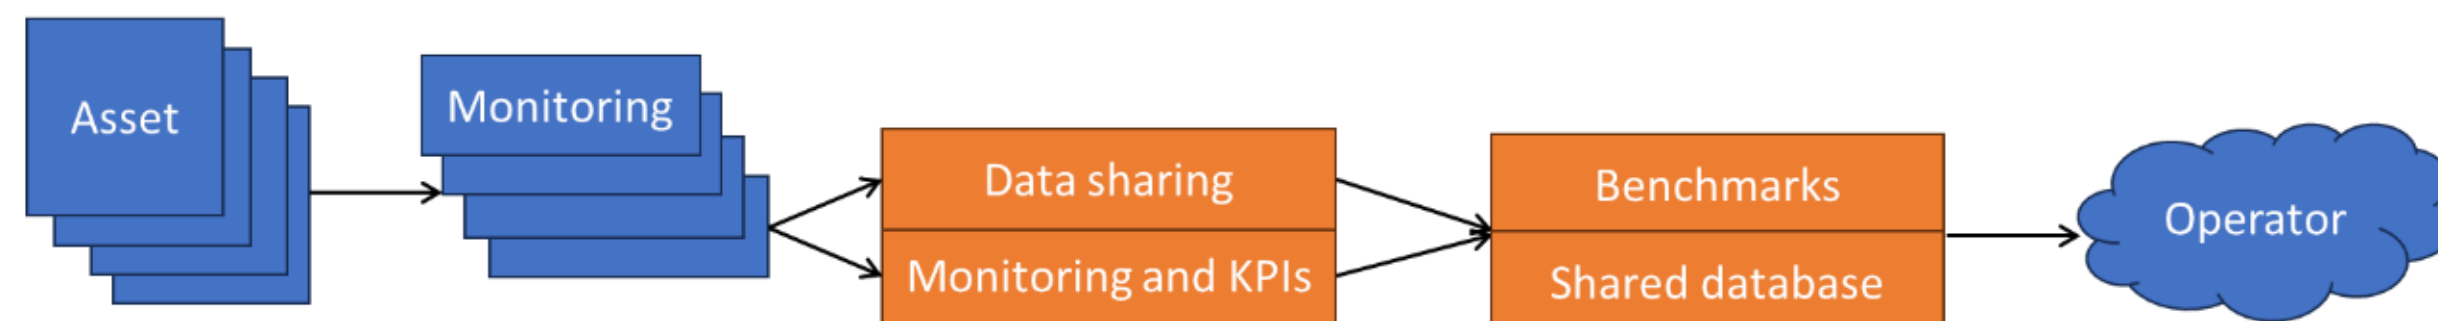 Asset
Monitoring
Data sharing
Monitoring and KPIs
Benchmarks
Shared database
Operator